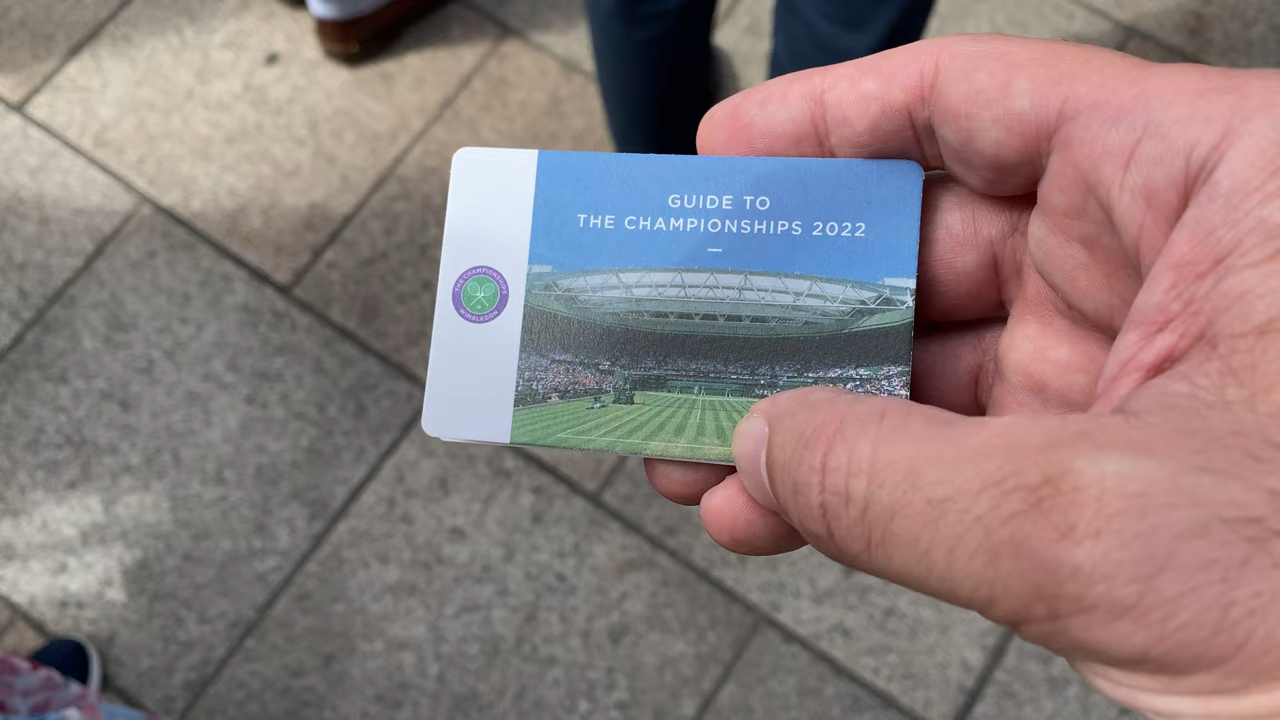 GUIDE TO
THE CHAMPIONSHIPS 2022
THE CHAMPIONSHIPS
WIMBLEDON